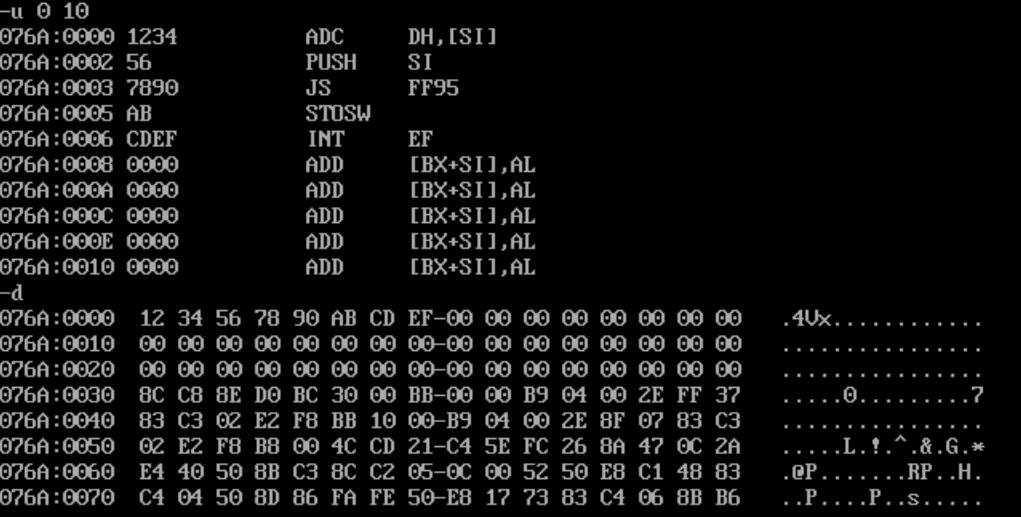 -u 0 10
076A:0000 1234          ADC     DH,[SI]
076A:0002 56            PUSH    SI
076A:0003 7890          JS      FF95
076A:0005 AB            STOSW
076A:0006 CDEF          INT     EF
076A:0008 0000          ADD     [BX+SI],AL
076A:000A 0000          ADD     [BX+SI],AL
076A:000C 0000          ADD     [BX+SI],AL
076A:000E 0000          ADD     [BX+SI],AL
076A:0010 0000          ADD     [BX+SI],AL
-d
076A:0000  12 34 56 78 90 AB CD EF-00 00 00 00 00 00 00 00   .4Vx............
076A:0010  00 00 00 00 00 00 00 00-00 00 00 00 00 00 00 00   ................
076A:0020  00 00 00 00 00 00 00 00-00 00 00 00 00 00 00 00   ................
076A:0030  8C C8 8E D0 BC 30 00 BB-00 00 B9 04 00 2E FF 37   .....0.........7
076A:0040  83 C3 02 E2 F8 BB 10 00-B9 04 00 2E 8F 07 83 C3   ................
076A:0050  02 E2 F8 B8 00 4C CD 21-C4 5E FC 26 8A 47 0C 2A   .....L.!.^.&.G.*
076A:0060  E4 40 50 8B C3 8C C2 05-0C 00 52 50 E8 C1 48 83   .@P.......RP..H.
076A:0070  C4 04 50 8D 86 FA FE 50-E8 17 73 83 C4 06 8B B6   ..P....P..s.....